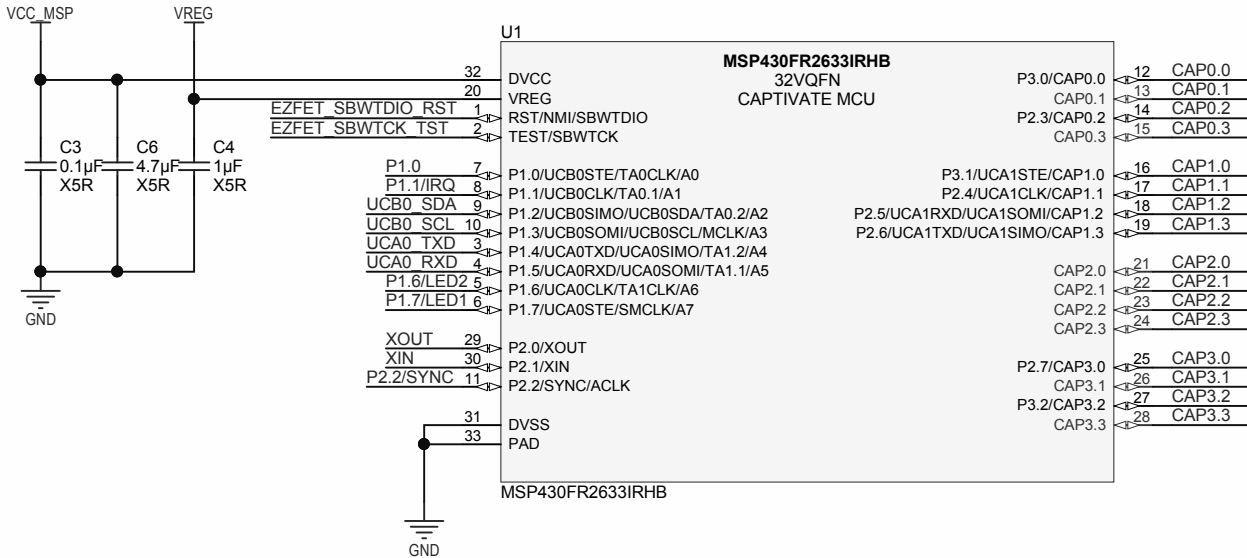 VCC_MSP VREG
U1
MSP430FR2633IRHB
32VQFN
CAPTIVATE MCU
32 DVCC
20 VREG
EZFET_SBWTDIO_RST 1 RST/NMI/SBWTDIO
EZFET_SBWTCK_TST 2 TEST/SBWTCK
C3
0.1µF
X5R
C6
4.7µF
X5R
C4
1µF
X5R
GND
P1.0 7 P1.0/UCB0STE/TA0CLK/A0
P1.1/IRQ 8 P1.1/UCB0CLK/TA0.1/A1
UCB0_SDA 9 P1.2/UCB0SIMO/UCB0SDA/TA0.2/A2
UCB0_SCL 10 P1.3/UCB0SOMI/UCB0SCL/MCLK/A3
UCA0_TXD 3 P1.4/UCA0TXD/UCA0SIMO/TA1.2/A4
UCA0_RXD 4 P1.5/UCA0RXD/UCA0SOMI/TA1.1/A5
P1.6/LED2 5 P1.6/UCA0CLK/TA1CLK/A6
P1.7/LED1 6 P1.7/UCA0STE/SMCLK/A7
XOUT 29 P2.0/XOUT
XIN 30 P2.1/XIN
P2.2/SYNC 11 P2.2/SYNC/ACLK
31 DVSS
33 PAD
GND
P3.0/CAP0.0 12 CAP0.0
CAP0.1 13 CAP0.1
P2.3/CAP0.2 14 CAP0.2
CAP0.3 15 CAP0.3
P3.1/UCA1STE/CAP1.0 16 CAP1.0
P2.4/UCA1CLK/CAP1.1 17 CAP1.1
P2.5/UCA1RXD/UCA1SOMI/CAP1.2 18 CAP1.2
P2.6/UCA1TXD/UCA1SIMO/CAP1.3 19 CAP1.3
CAP2.0 21 CAP2.0
CAP2.1 22 CAP2.1
CAP2.2 23 CAP2.2
CAP2.3 24 CAP2.3
P2.7/CAP3.0 25 CAP3.0
CAP3.1 26 CAP3.1
P3.2/CAP3.2 27 CAP3.2
CAP3.3 28 CAP3.3
MSP430FR2633IRHB